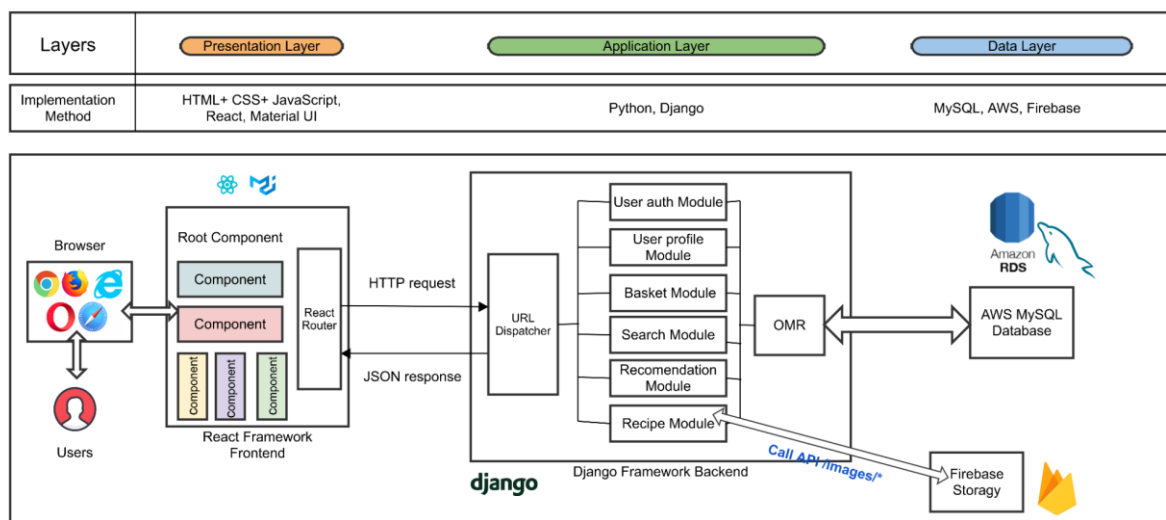 Layers
Presentation Layer
Application Layer
Data Layer
Implementation
Method
HTML+ CSS+ JavaScript,
React, Material UI
Python, Django
MySQL, AWS, Firebase
Browser
Users
Root Component
Component
Component
Component
Component
Component
React
Router
React Framework
Frontend
HTTP request
JSON response
URL
Dispatcher
User auth Module
User profile
Module
Basket Module
Search Module
Recomendation
Module
Recipe Module
OMR
Django Framework Backend
django
Call API /Images/*
Amazon
RDS
AWS MySQL
Database
Firebase
Storagy